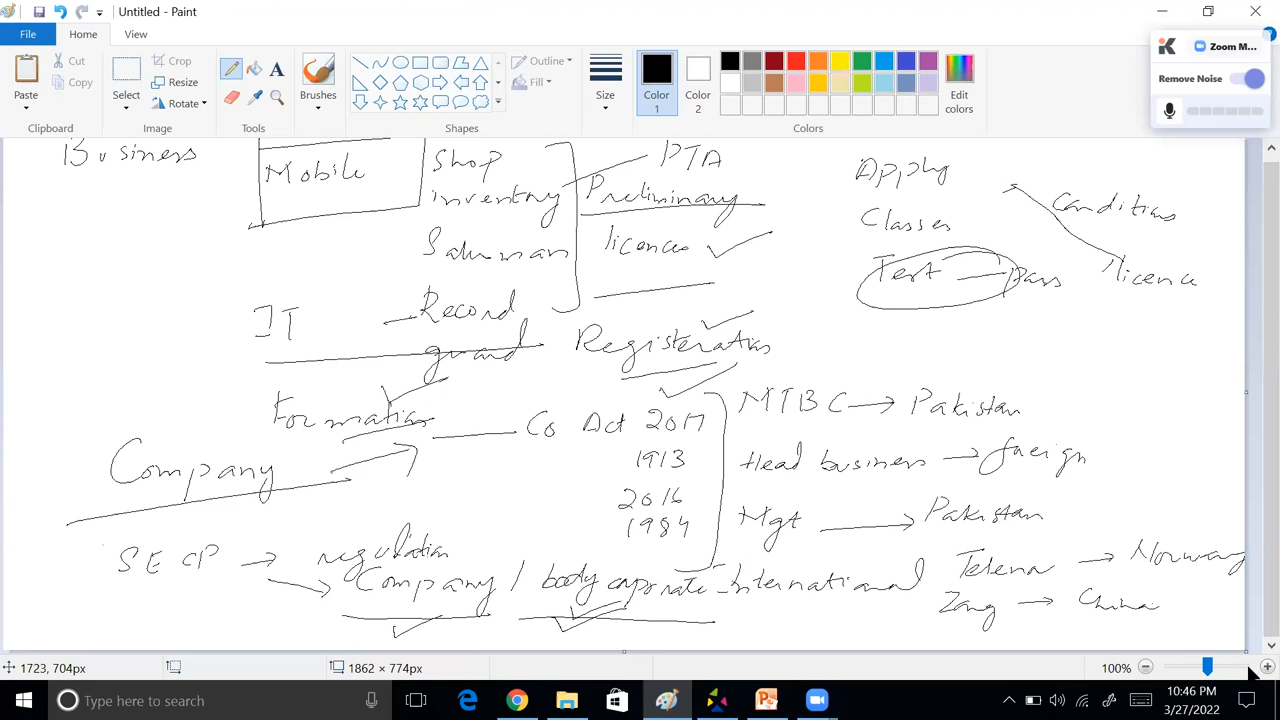 Untitled - Paint
File Home View
Zoom M...
Remove Noise
Paste
Cut
Copy
Select
Crop
Resize
Rotate
Brushes
Outline
Fill
Size
Color 1
Color 2
Edit colors
Clipboard Image Tools Shapes Colors
Business
Mobile
Shop
inventory
Salesman
Record
guard
IT
PTA
Preliminary
licence
Registeration
Apply
Classes
Test pass
Conditions
licence
Formation
Co Act 2017
1913
2016
1984
Company
MTBC Pakistan
Head business foreign
Mgt Pakistan
SECP regulation
Company / body corporate International
Telenor Norway
Zong China
1723, 704px
1862 × 774px
100%
Type here to search
10:46 PM
3/27/2022